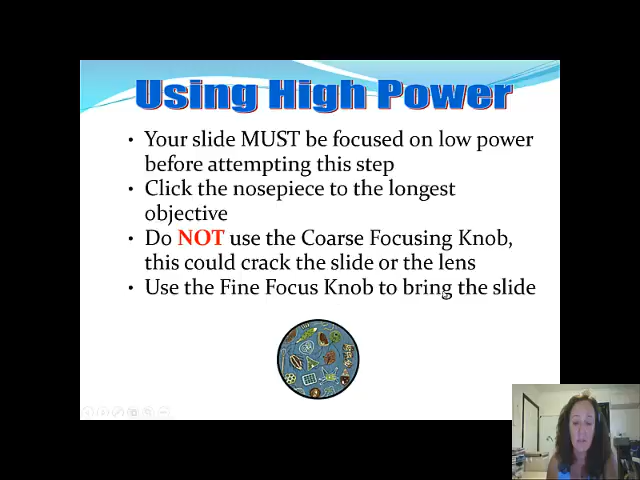 Using High Power
• Your slide MUST be focused on low power
before attempting this step
• Click the nosepiece to the longest
objective
• Do NOT use the Coarse Focusing Knob,
this could crack the slide or the lens
• Use the Fine Focus Knob to bring the slide